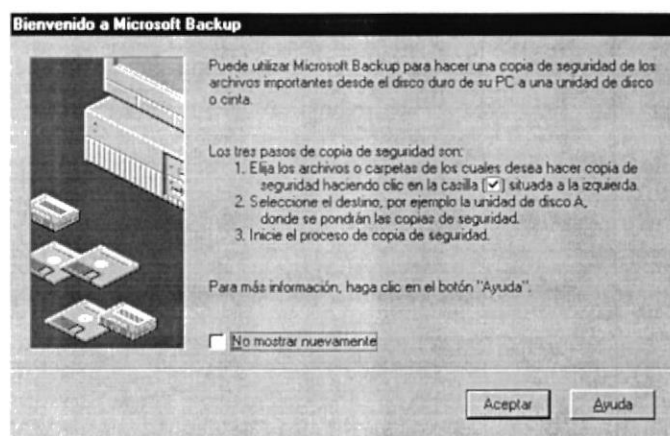 Bienvenido a Microsoft Backup
Puede utilizar Microsoft Backup para hacer una copia de seguridad de los
archivos importantes desde el disco duro de su PC a una unidad de disco
o cinta.
Los tres pasos de copia de seguridad son:
1. Elija los archivos o carpetas de los cuales desea hacer copia de
seguridad haciendo clic en la casilla [✓] situada a la izquierda.
2. Seleccione el destino, por ejemplo la unidad de disco A,
donde se pondrán las copias de seguridad.
3. Inicie el proceso de copia de seguridad.
Para más información, haga clic en el botón "Ayuda".
No mostrar nuevamente
Aceptar Ayuda